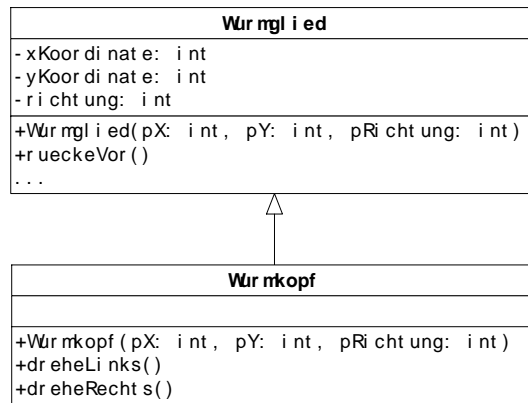 Wurmglied
- xKoordinate: int
- yKoordinate: int
- richtung: int
+Wurmglied(pX: int, pY: int, pRichtung: int)
+rueckeVor()
...
Wurmkopf
+Wurmkopf(pX: int, pY: int, pRichtung: int)
+dreheLinks()
+dreheRechts()